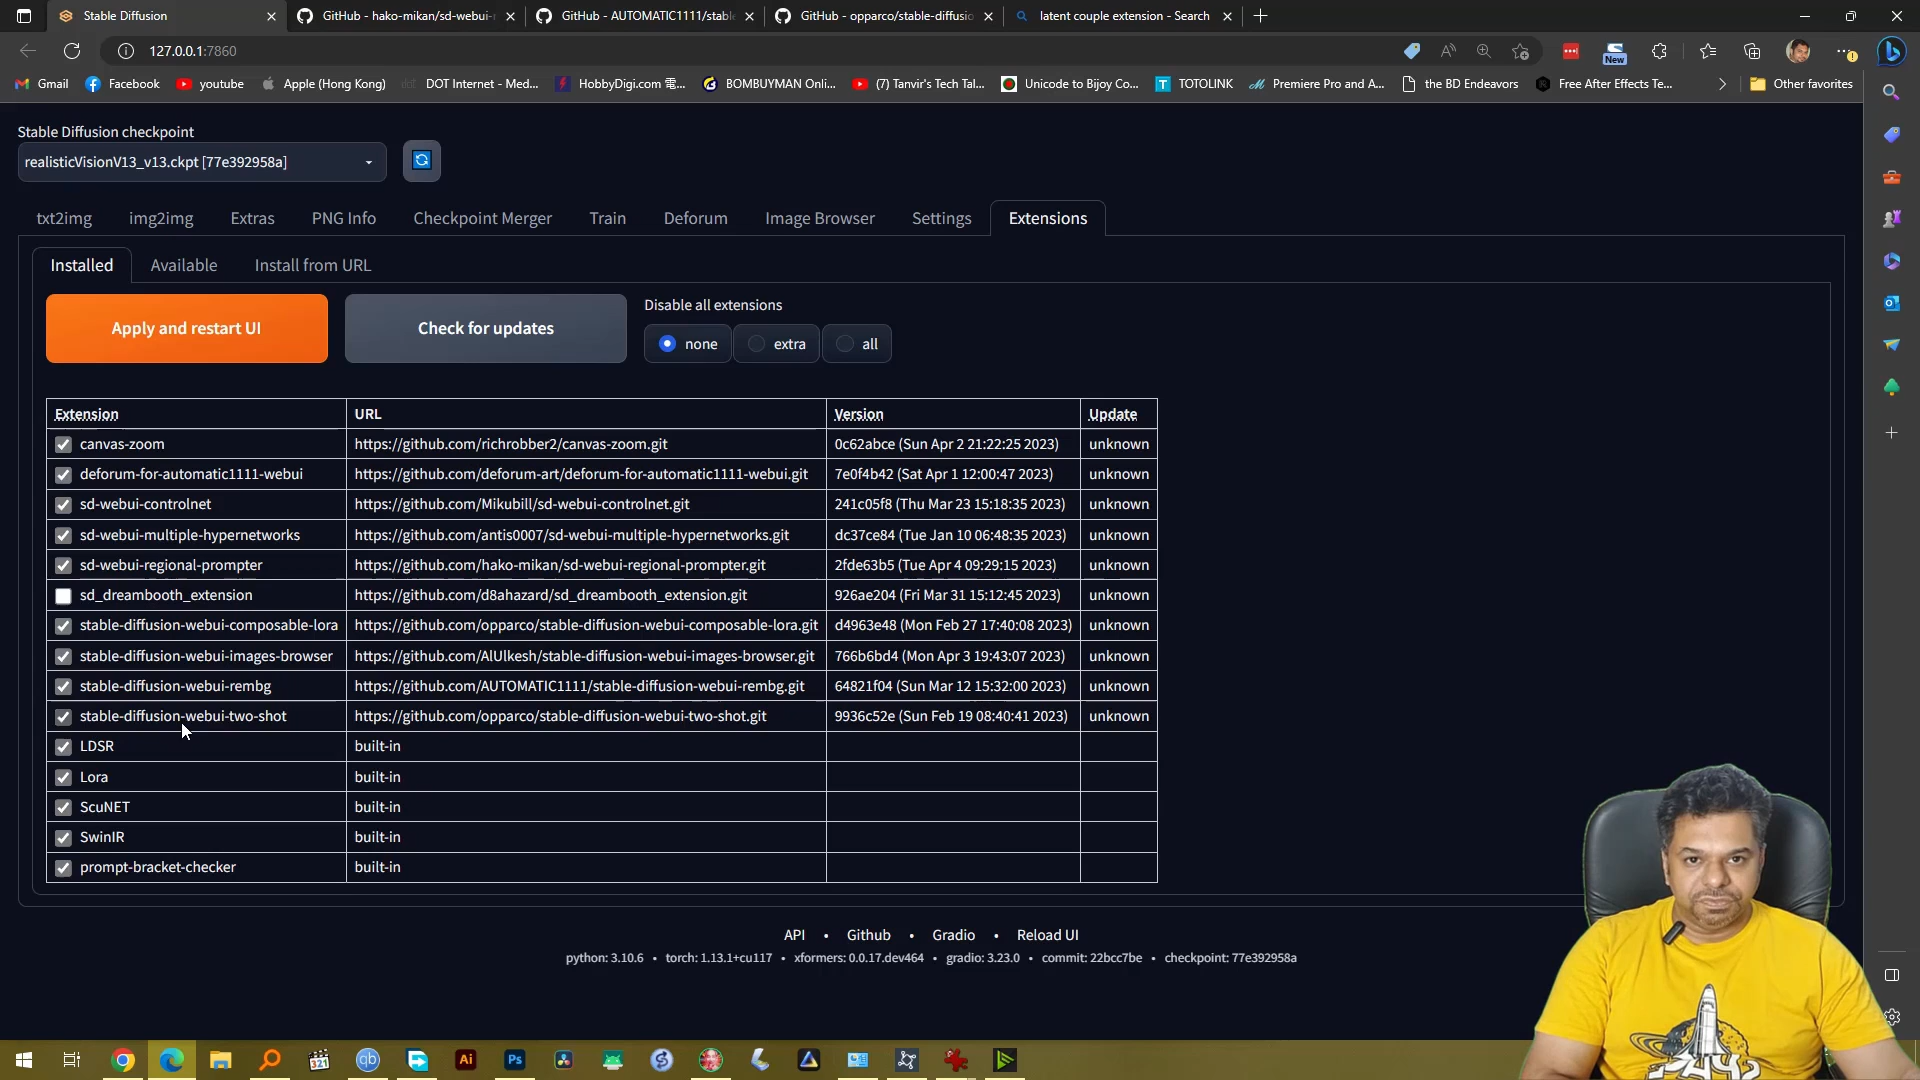 Stable Diffusion
GitHub - hako-mikan/sd-webui-
GitHub - AUTOMATIC1111/stable
GitHub - opparco/stable-diffusio
latent couple extension - Search
127.0.0.1:7860
New
Gmail
Facebook
youtube
Apple (Hong Kong)
DOT Internet - Med...
HobbyDigi.com 電...
BOMBUYMAN Onli...
(7) Tanvir's Tech Tal...
Unicode to Bijoy Co...
TOTOLINK
Premiere Pro and A...
the BD Endeavors
Free After Effects Te...
Other favorites
Stable Diffusion checkpoint
realisticVisionV13_v13.ckpt [77e392958a]
txt2img img2img Extras PNG Info Checkpoint Merger Train Deforum Image Browser Settings Extensions
Installed Available Install from URL
Disable all extensions
Apply and restart UI Check for updates none extra all
Extension URL Version Update
canvas-zoom https://github.com/richrobber2/canvas-zoom.git 0c62abce (Sun Apr 2 21:22:25 2023) unknown
deforum-for-automatic1111-webui https://github.com/deforum-art/deforum-for-automatic1111-webui.git 7e0f4b42 (Sat Apr 1 12:00:47 2023) unknown
sd-webui-controlnet https://github.com/Mikubill/sd-webui-controlnet.git 241c05f8 (Thu Mar 23 15:18:35 2023) unknown
sd-webui-multiple-hypernetworks https://github.com/antis0007/sd-webui-multiple-hypernetworks.git dc37ce84 (Tue Jan 10 06:48:35 2023) unknown
sd-webui-regional-prompter https://github.com/hako-mikan/sd-webui-regional-prompter.git 2fde63b5 (Tue Apr 4 09:29:15 2023) unknown
sd_dreambooth_extension https://github.com/d8ahazard/sd_dreambooth_extension.git 926ae204 (Fri Mar 31 15:12:45 2023) unknown
stable-diffusion-webui-composable-lora https://github.com/opparco/stable-diffusion-webui-composable-lora.git d4963e48 (Mon Feb 27 17:40:08 2023) unknown
stable-diffusion-webui-images-browser https://github.com/AlUlkesh/stable-diffusion-webui-images-browser.git 766b6bd4 (Mon Apr 3 19:43:07 2023) unknown
stable-diffusion-webui-rembg https://github.com/AUTOMATIC1111/stable-diffusion-webui-rembg.git 64821f04 (Sun Mar 12 15:32:00 2023) unknown
stable-diffusion-webui-two-shot https://github.com/opparco/stable-diffusion-webui-two-shot.git 9936c52e (Sun Feb 19 08:40:41 2023) unknown
LDSR built-in
Lora built-in
ScuNET built-in
SwinIR built-in
prompt-bracket-checker built-in
API • Github • Gradio • Reload UI
python: 3.10.6 • torch: 1.13.1+cu117 • xformers: 0.0.17.dev464 • gradio: 3.23.0 • commit: 22bcc7be • checkpoint: 77e392958a
321
qb
Ai
Ps